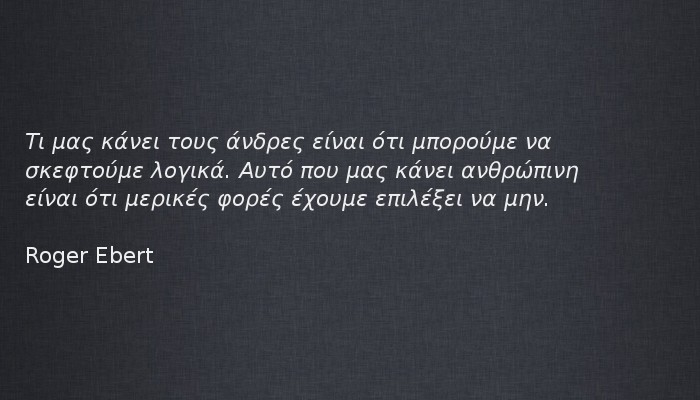 Τι μας κάνει τους άνδρες είναι ότι μπορούμε να
σκεφτούμε λογικά. Αυτό που μας κάνει ανθρώπινη
είναι ότι μερικές φορές έχουμε επιλέξει να μην.
Roger Ebert